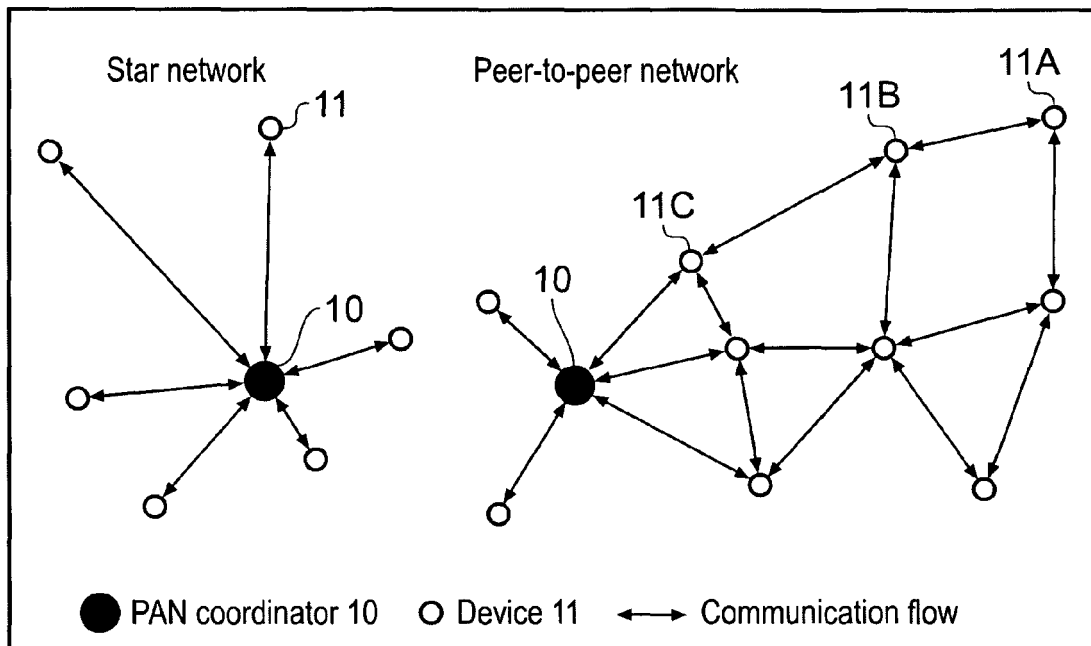 Star network
Peer-to-peer network
11
11A
11B
11C
10
10
PAN coordinator 10
Device 11
Communication flow